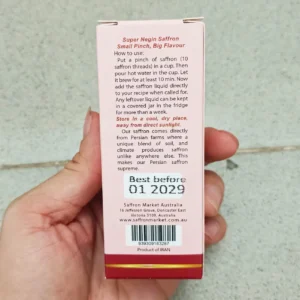 Super Negin Saffron
Small Pinch, Big Flavour
How to use:
Put a pinch of saffron (10
saffron threads) in a cup. Then
pour hot water in the cup. Let
it brew for at least 10 min. Now
add the saffron liquid directly
to your recipe when called for.
Any leftover liquid can be kept
in a covered jar in the fridge
for more than a week.
Store in a cool, dry place,
away from direct sunlight.
Our saffron comes directly
from Persian farms where a
unique blend of soil, and
climate produces saffron
unlike anywhere else. This
makes our Persian saffron
supreme.
Best before
01 2029
Saffron Market Australia
Victoria 3109, Australia.
www.saffronmarket.com.au
Product of IRAN